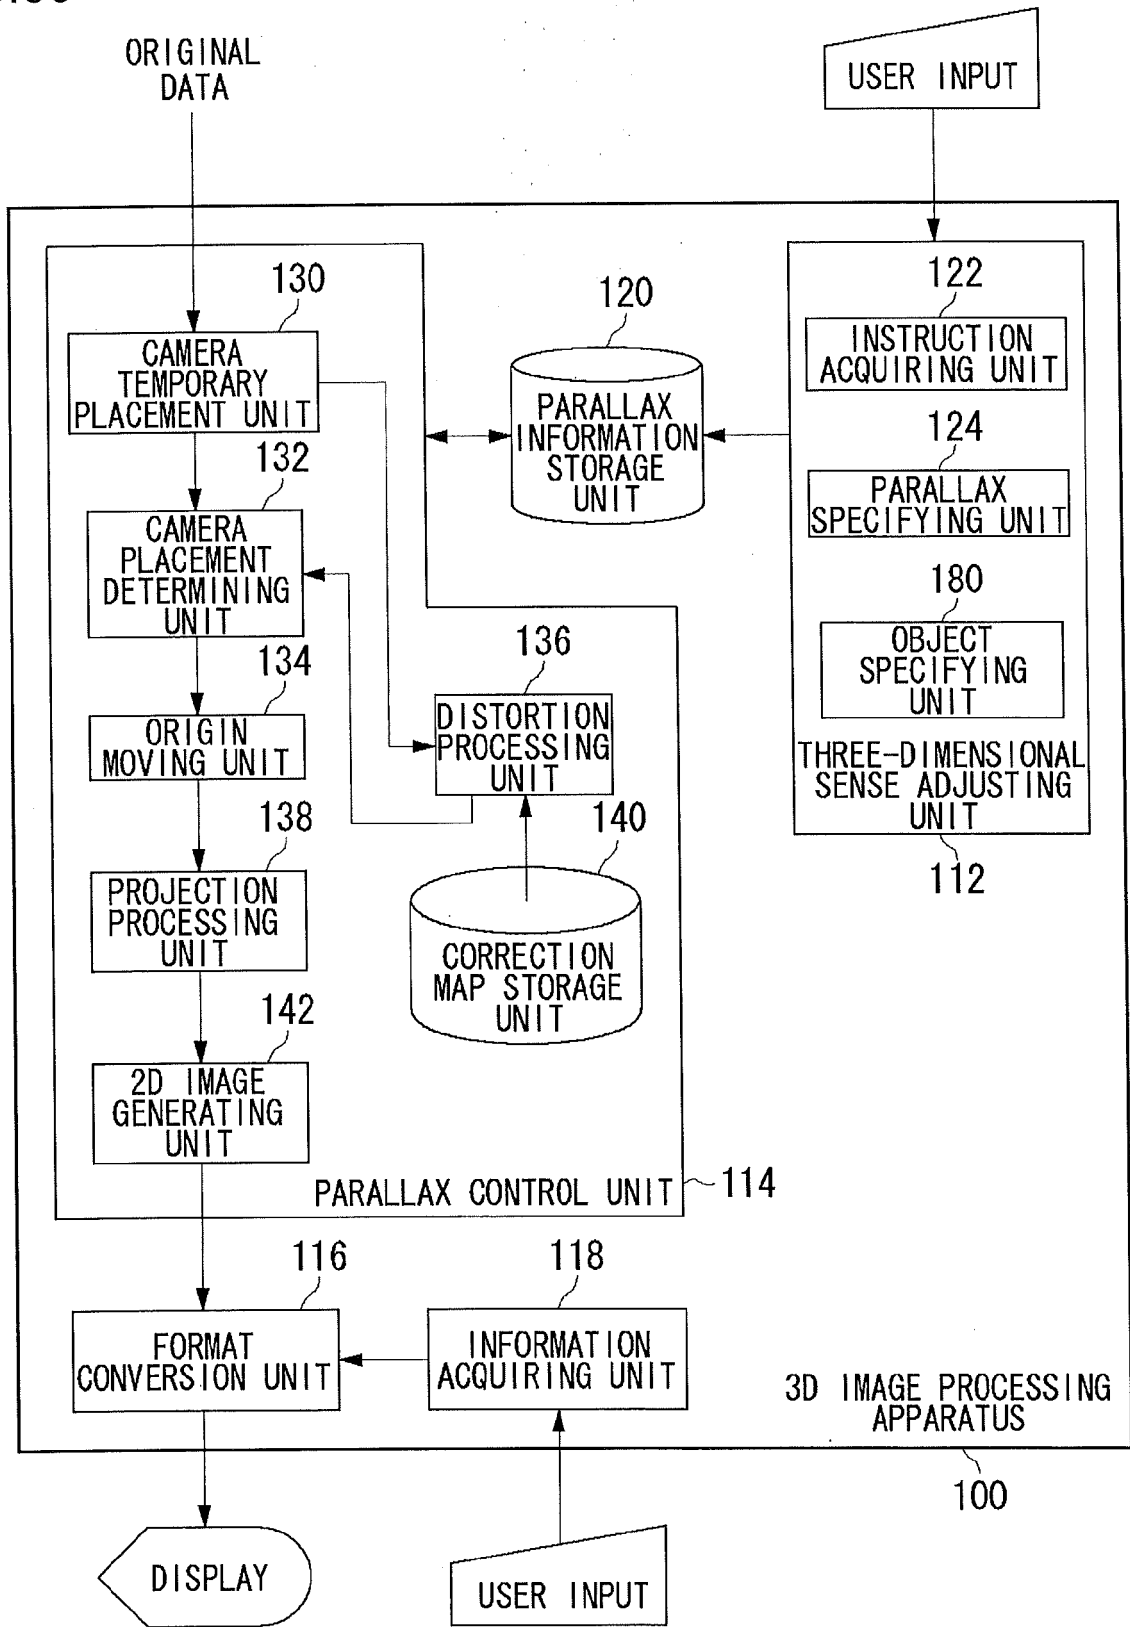 ORIGINAL
DATA
USER INPUT
130
CAMERA
TEMPORARY
PLACEMENT UNIT
120
PARALLAX
INFORMATION
STORAGE
UNIT
122
INSTRUCTION
ACQUIRING UNIT
124
PARALLAX
SPECIFYING UNIT
180
OBJECT
SPECIFYING
UNIT
THREE-DIMENSIONAL
SENSE ADJUSTING
UNIT
112
132
CAMERA
PLACEMENT
DETERMINING
UNIT
134
ORIGIN
MOVING UNIT
136
DISTORTION
PROCESSING
UNIT
138
PROJECTION
PROCESSING
UNIT
140
CORRECTION
MAP STORAGE
UNIT
142
2D IMAGE
GENERATING
UNIT
PARALLAX CONTROL UNIT
114
116
FORMAT
CONVERSION UNIT
118
INFORMATION
ACQUIRING UNIT
3D IMAGE PROCESSING
APPARATUS
100
DISPLAY
USER INPUT